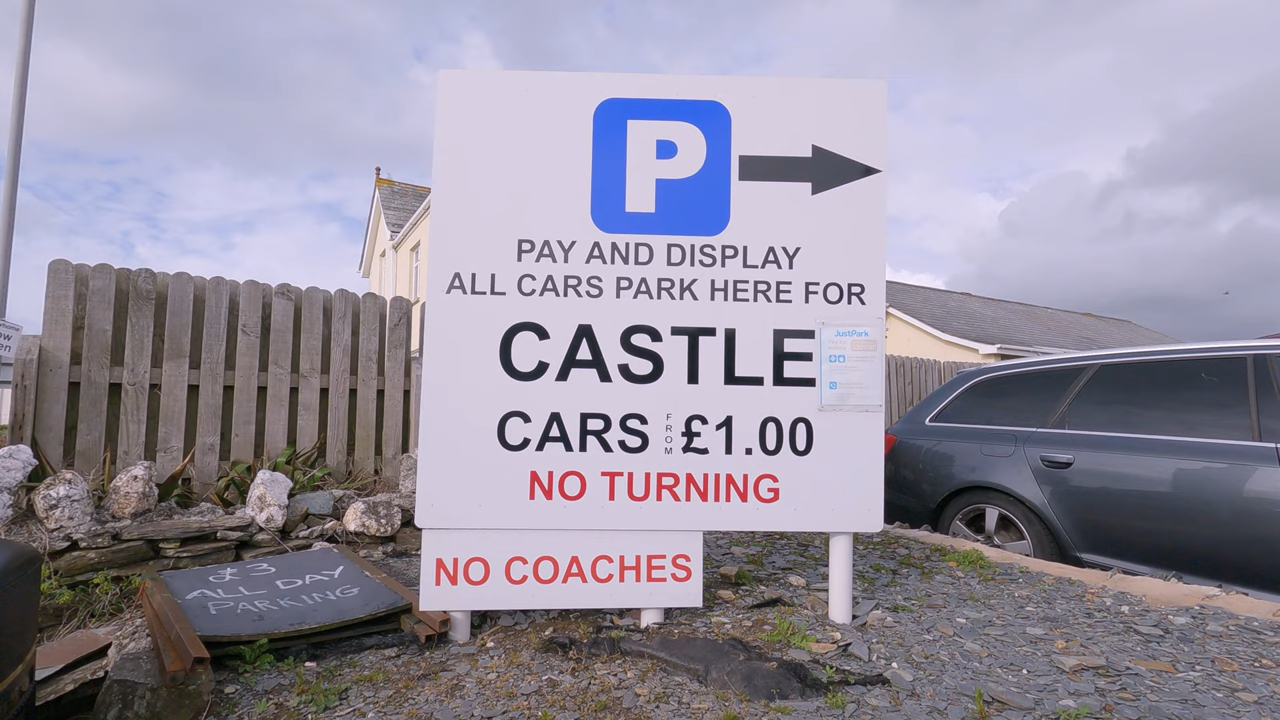 P
PAY AND DISPLAY
ALL CARS PARK HERE FOR
CASTLE
JustPark
CARS FROM £1.00
NO TURNING
NO COACHES
£3
ALL DAY
PARKING